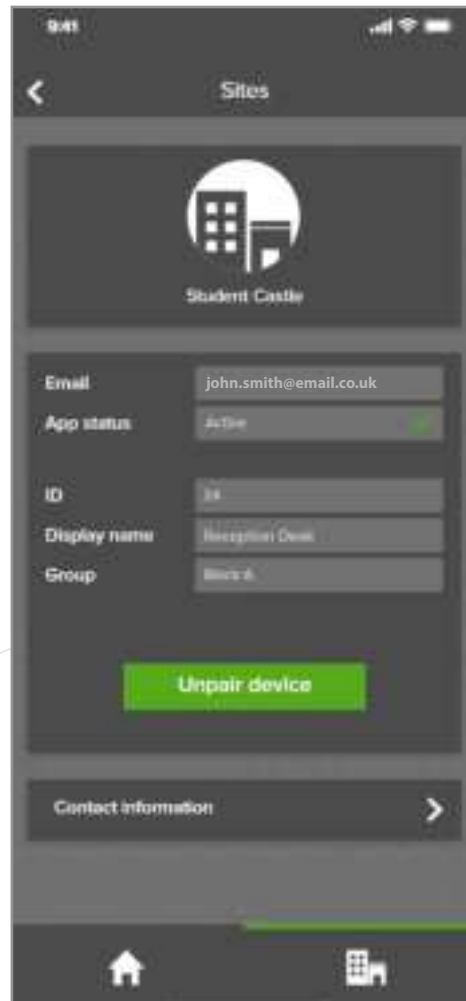 9:41
Sites
Student Castle
Email john.smith@email.co.uk
App status Active
ID 24
Display name Reception Desk
Group Block A
Unpair device
Contact information